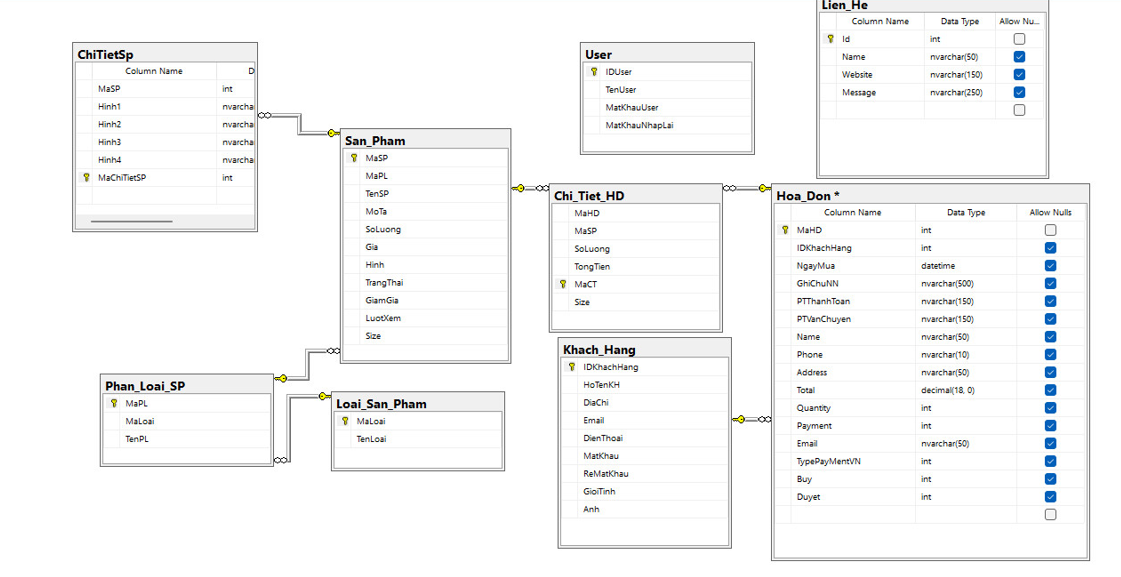 ChiTietSp
Column Name D
MaSP int
Hinh1 nvarcha
Hinh2 nvarcha
Hinh3 nvarcha
Hinh4 nvarcha
MaChiTietSP int
San_Pham
MaSP
MaPL
TenSP
MoTa
SoLuong
Gia
Hinh
TrangThai
GiamGia
LuotXem
Size
Phan_Loai_SP
MaPL
MaLoai
TenPL
Loai_San_Pham
MaLoai
TenLoai
User
IDUser
TenUser
MatKhauUser
MatKhauNhapLai
Chi_Tiet_HD
MaHD
MaSP
SoLuong
TongTien
MaCT
Size
Khach_Hang
IDKhachHang
HoTenKH
DiaChi
Email
DienThoai
MatKhau
ReMatKhau
GioiTinh
Anh
Lien_He
Column Name Data Type Allow Nu...
Id int
Name nvarchar(50)
Website nvarchar(150)
Message nvarchar(250)
Hoa_Don *
Column Name Data Type Allow Nulls
MaHD int
IDKhachHang int
NgayMua datetime
GhiChuNN nvarchar(500)
PTThanhToan nvarchar(150)
PTVanChuyen nvarchar(150)
Name nvarchar(50)
Phone nvarchar(10)
Address nvarchar(50)
Total decimal(18, 0)
Quantity int
Payment int
Email nvarchar(50)
TypePayMentVN int
Buy int
Duyet int